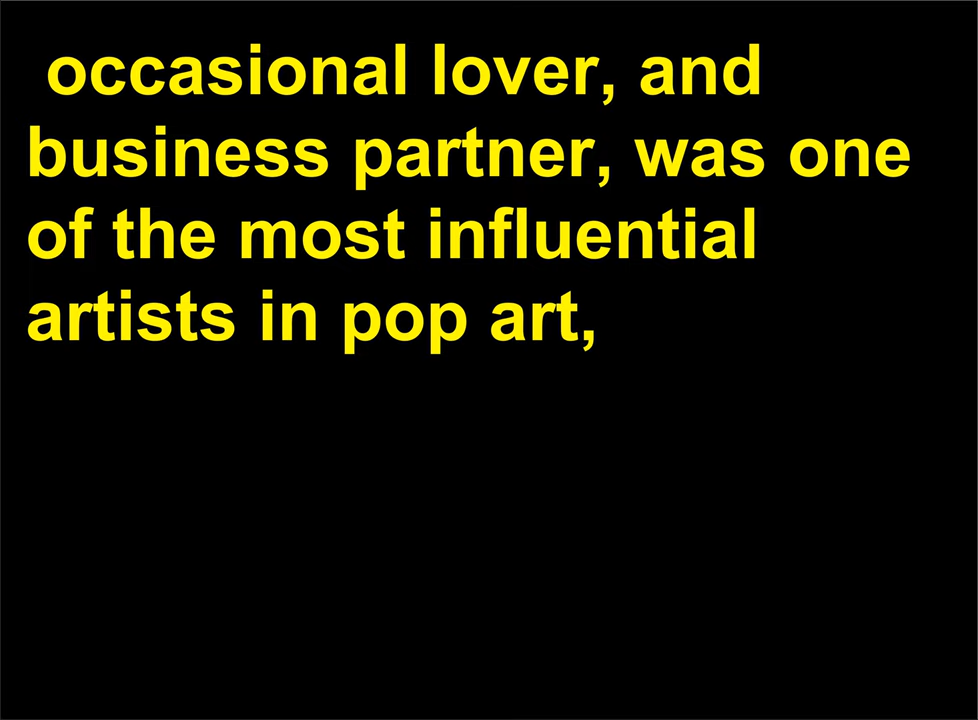 occasional lover, and
business partner, was one
of the most influential
artists in pop art,